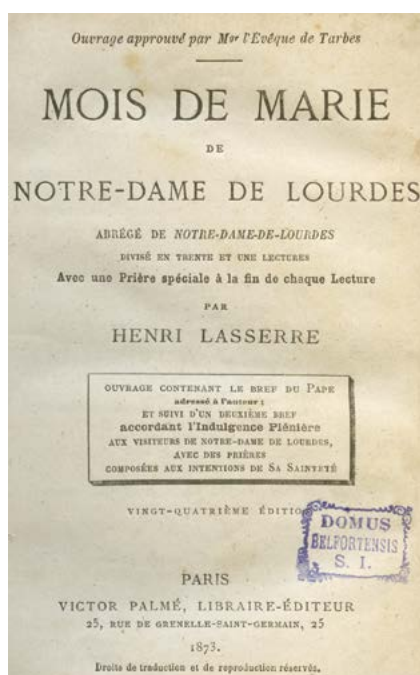 Ouvrage approuvé par Mgr l'Evêque de Tarbes
MOIS DE MARIE
DE
NOTRE-DAME DE LOURDES
ABRÉGÉ DE NOTRE-DAME-DE-LOURDES
DIVISÉ EN TRENTE ET UNE LECTURES
Avec une Prière spéciale à la fin de chaque Lecture
PAR
HENRI LASSERRE
OUVRAGE CONTENANT LE BREF DU PAPE
adressé à l'auteur;
ET SUIVI D'UN DEUXIÈME BREF
accordant l'Indulgence Plénière
AUX VISITEURS DE NOTRE-DAME DE LOURDES,
AVEC DES PRIÈRES
COMPOSÉES AUX INTENTIONS DE SA SAINTETÉ
VINGT-QUATRIÈME ÉDITION
DOMUS
BELFORTENSIS
S. I.
PARIS
VICTOR PALMÉ, LIBRAIRE-ÉDITEUR
25, RUE DE GRENELLE-SAINT-GERMAIN, 25
1873.
Droits de traduction et de reproduction réservés.